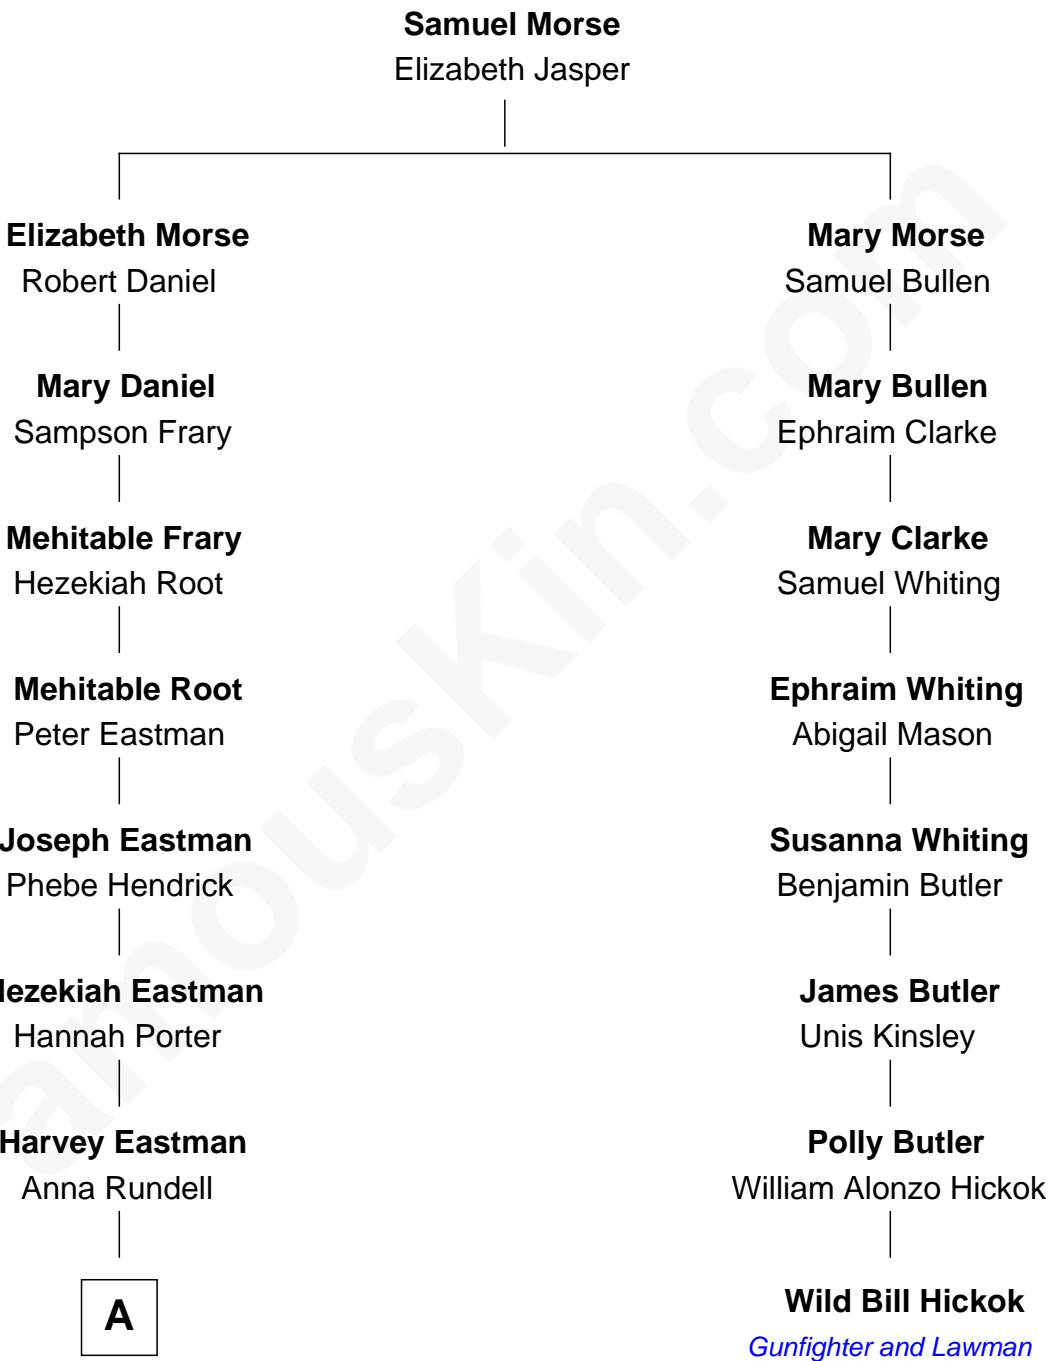 Samuel Morse
Elizabeth Jasper
Elizabeth Morse
Robert Daniel
Mary Morse
Samuel Bullen
Mary Daniel
Sampson Frary
Mary Bullen
Ephraim Clarke
Mehitable Frary
Hezekiah Root
Mary Clarke
Samuel Whiting
Mehitable Root
Peter Eastman
Ephraim Whiting
Abigail Mason
Joseph Eastman
Phebe Hendrick
Susanna Whiting
Benjamin Butler
lezekiah Eastman
Hannah Porter
James Butler
Unis Kinsley
Harvey Eastman
Anna Rundell
Polly Butler
William Alonzo Hickok
A
Wild Bill Hickok
Gunfighter and Lawman
amousKin.com